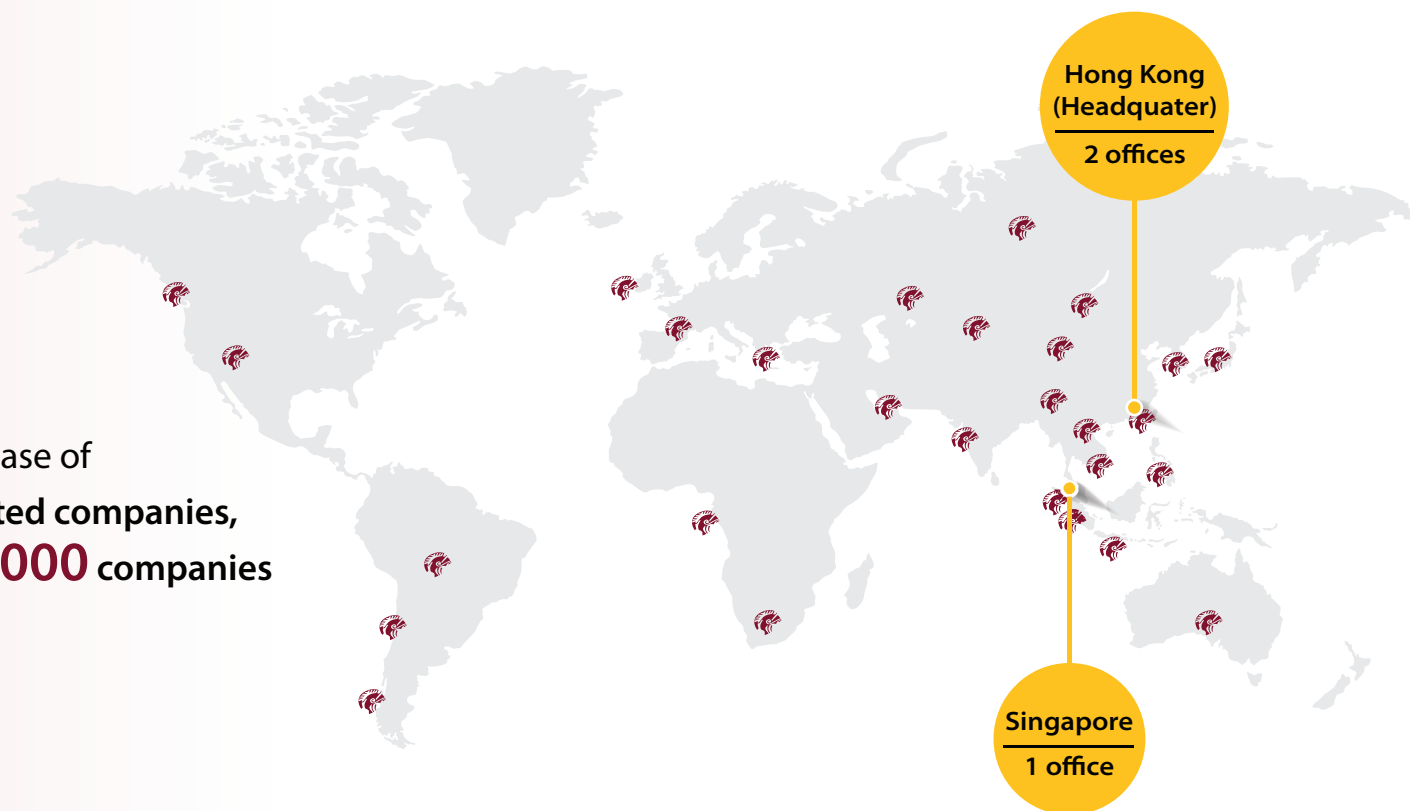 Hong Kong
(Headquater)
2 offices
ase of
ted companies,
000 companies
Singapore
1 office